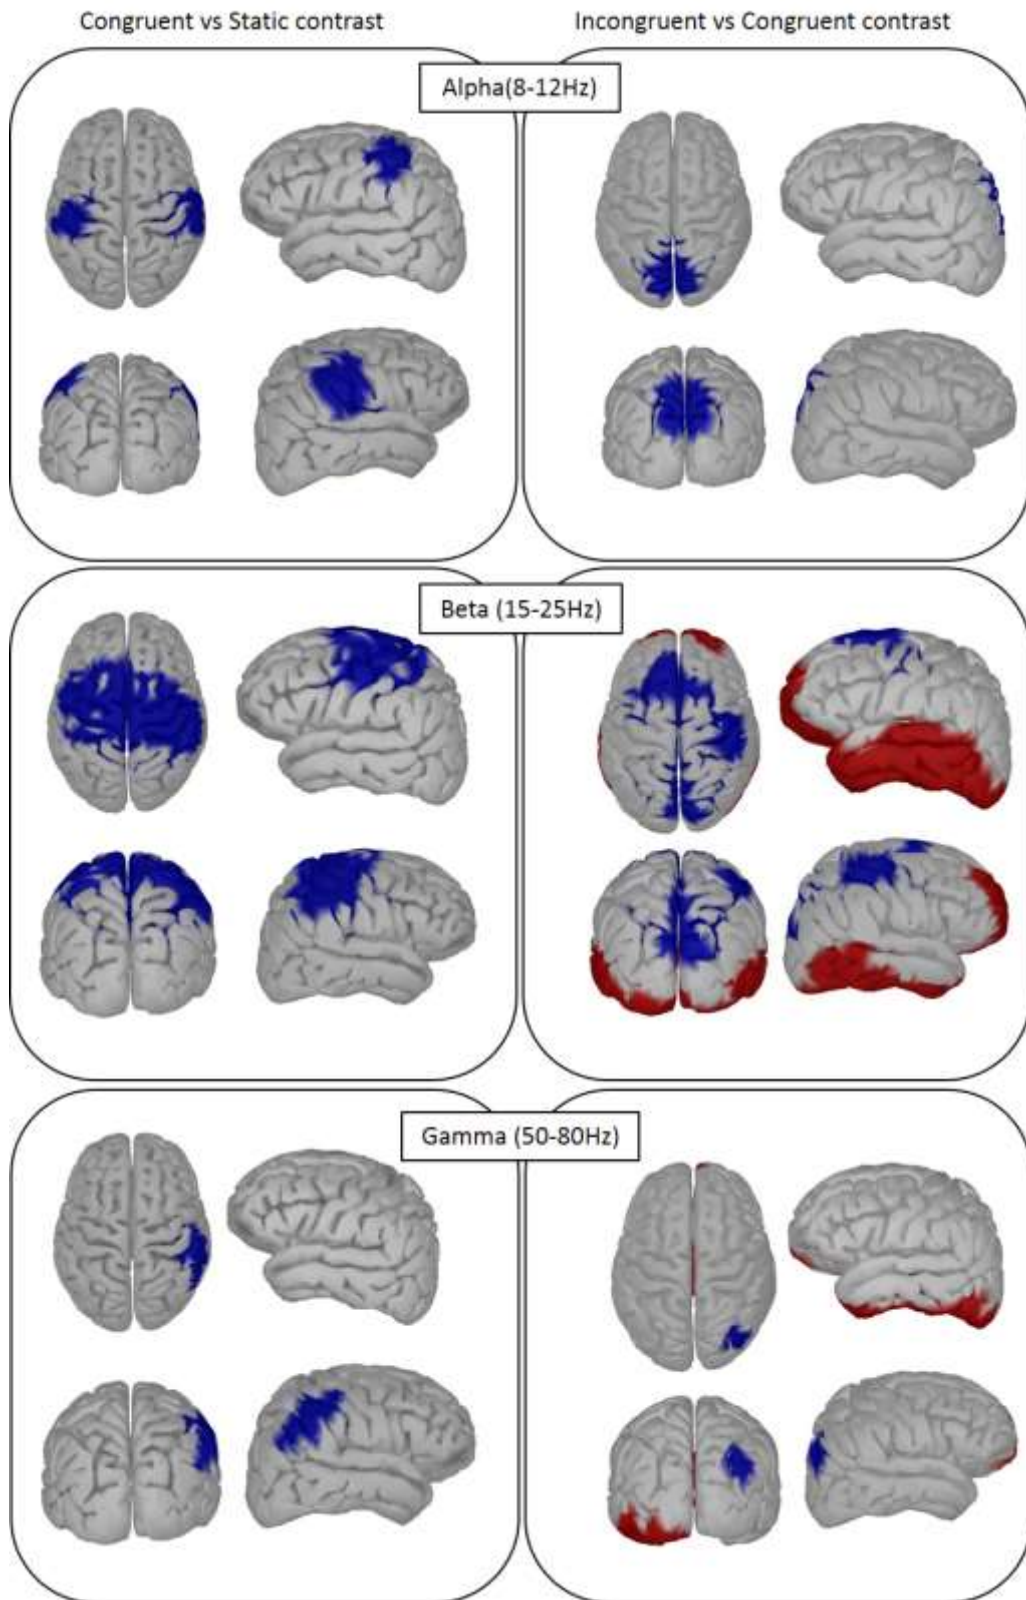 Congruent vs Static contrast
Incongruent vs Congruent contrast
Alpha(8-12Hz)
Beta (15-25Hz)
Gamma (50-80Hz)